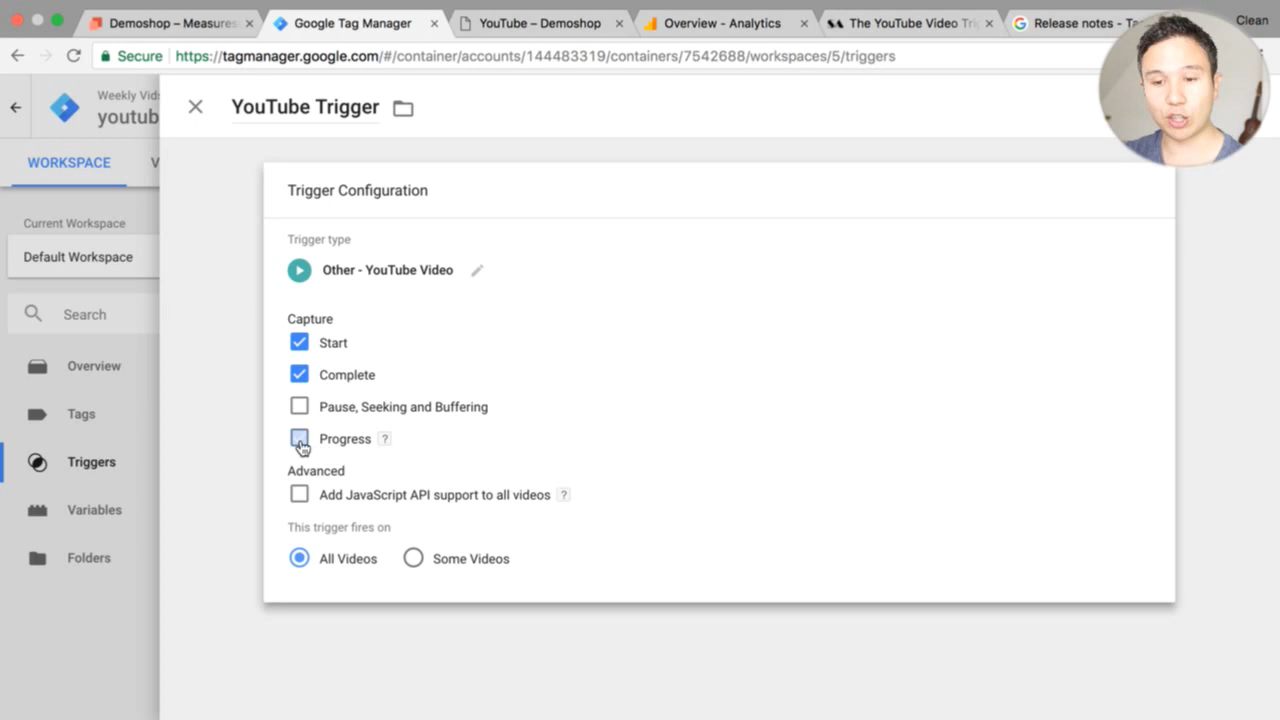 Demoshop – Measures
Google Tag Manager
YouTube – Demoshop
Overview - Analytics
The YouTube Video Tri
Release notes - Ta
Clean
Secure
https://tagmanager.google.com/#/container/accounts/144483319/containers/7542688/workspaces/5/triggers
Weekly Vids
youtub
YouTube Trigger
WORKSPACE
V
Trigger Configuration
Current Workspace
Default Workspace
Trigger type
Other - YouTube Video
Search
Capture
Start
Overview
Complete
Tags
Pause, Seeking and Buffering
Triggers
Progress ?
Advanced
Variables
Add JavaScript API support to all videos ?
This trigger fires on
Folders
All Videos
Some Videos